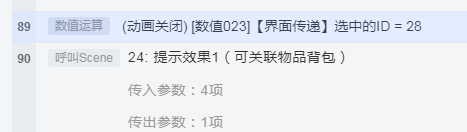 89 数值运算 (动画关闭) [数值023]【界面传递】选中的ID = 28
90 呼叫Scene 24: 提示效果1（可关联物品背包）
传入参数：4项
传出参数：1项